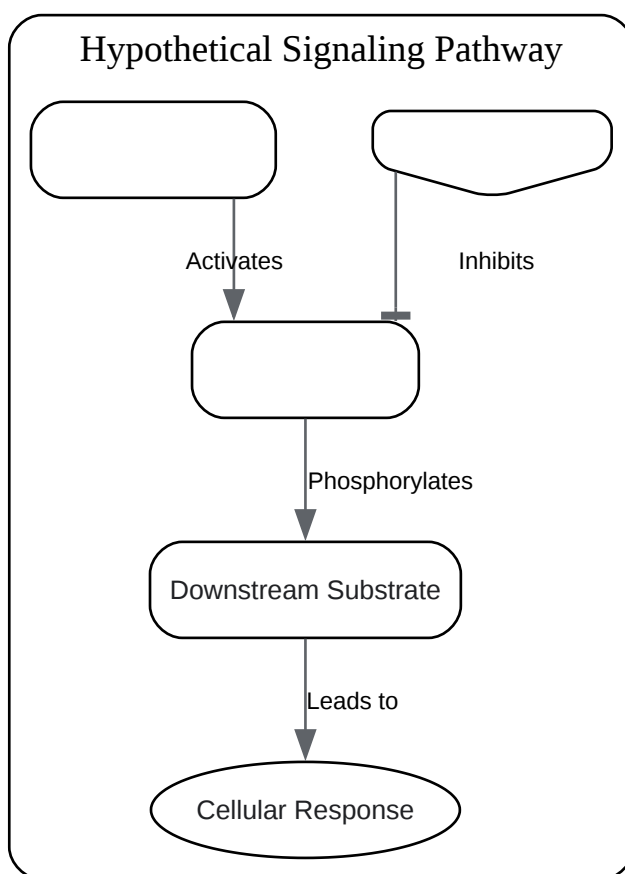 Hypothetical Signaling Pathway
Activates
Inhibits
Phosphorylates
Downstream Substrate
Leads to
Cellular Response